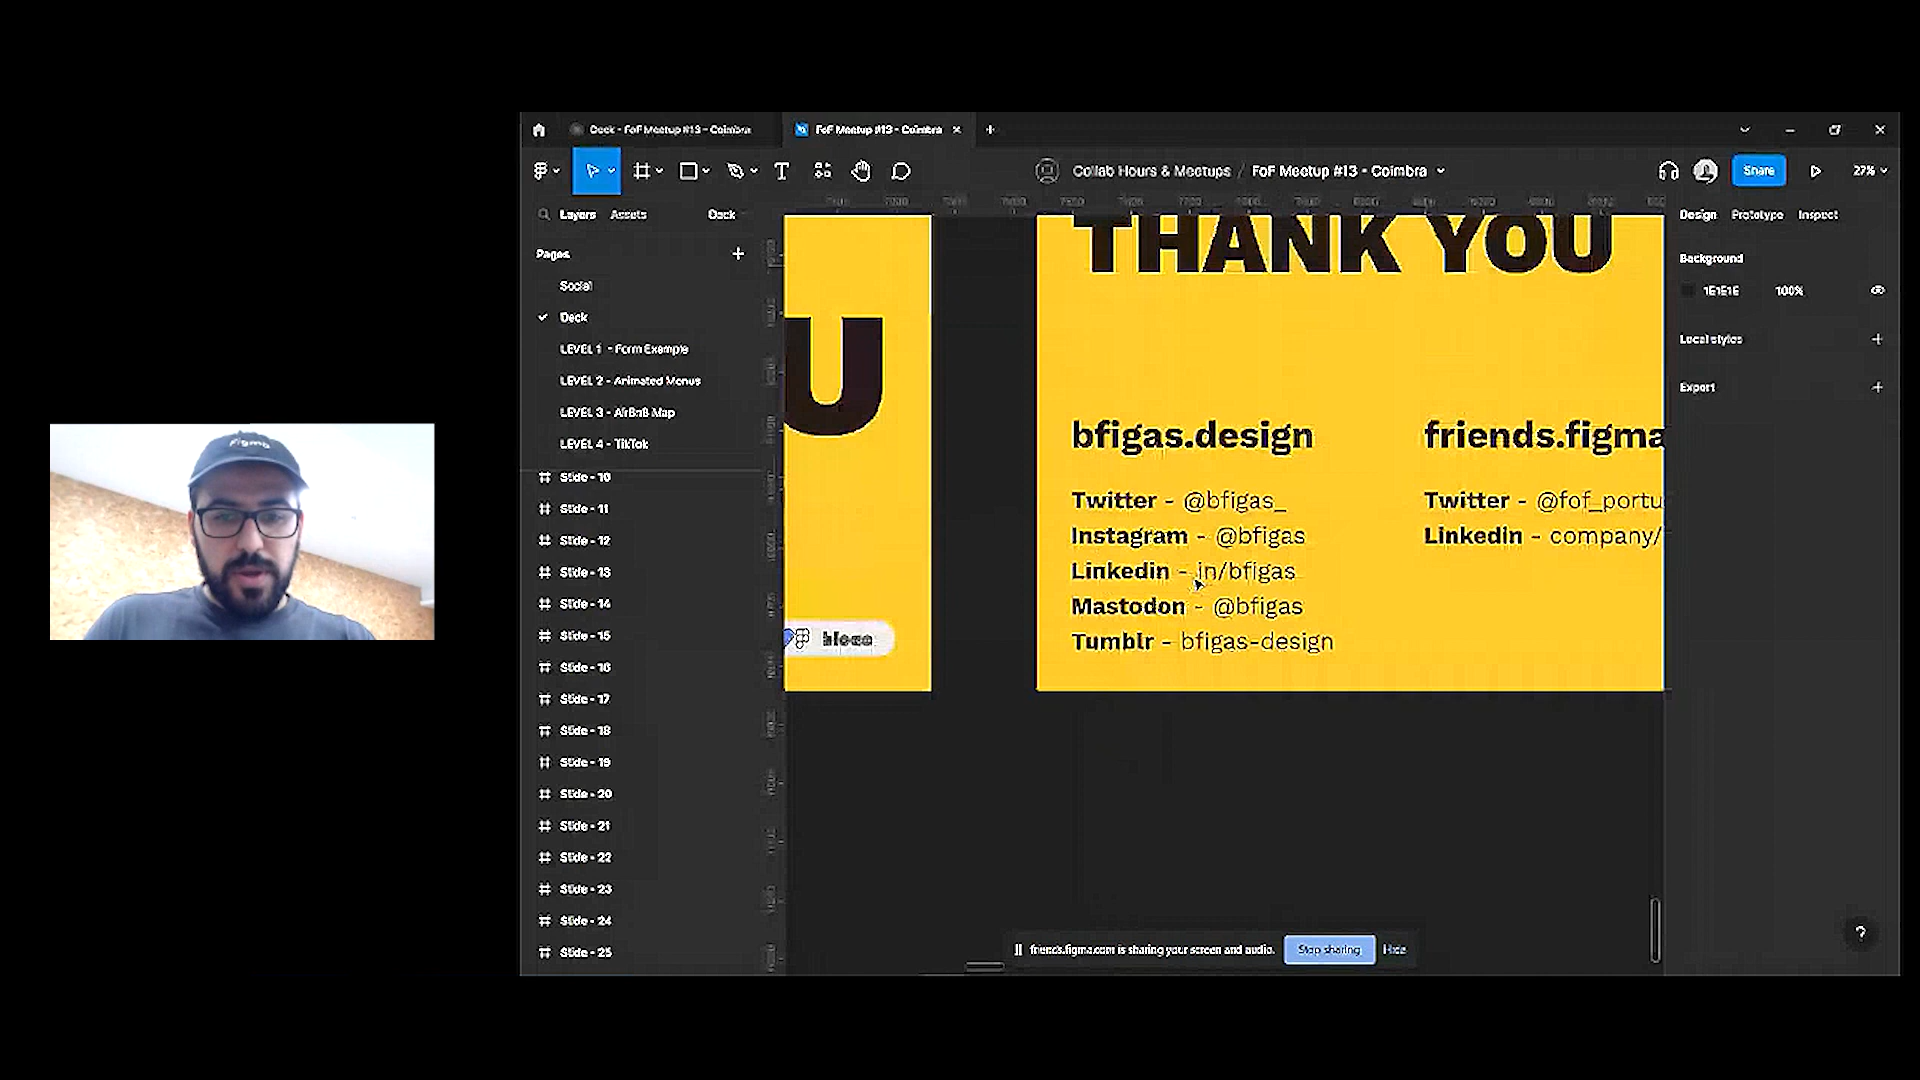 Figma
Deck - FoF Meetup #13 - Coimbra
FoF Meetup #13 - Coimbra
Collab Hours & Meetups / FoF Meetup #13 - Coimbra
Share
27%
Layers Assets
Deck
Design Prototype Inspect
Pages
Social
Deck
LEVEL 1 - Form Example
LEVEL 2 - Animated Menus
LEVEL 3 - AirBnB Map
LEVEL 4 - TikTok
Slide - 10
Slide - 11
Slide - 12
Slide - 13
Slide - 14
Slide - 15
Slide - 16
Slide - 17
Slide - 18
Slide - 19
Slide - 20
Slide - 21
Slide - 22
Slide - 23
Slide - 24
Slide - 25
U
THANK YOU
bfigas.design
Twitter - @bfigas_
Instagram - @bfigas
Linkedin - in/bfigas
Mastodon - @bfigas
Tumblr - bfigas-design
friends.figma
Twitter - @fof_portu
Linkedin - company/
Background
1E1E1E 100%
Local styles
Export
friends.figma.com is sharing your screen and audio.
Stop sharing
Hide
?